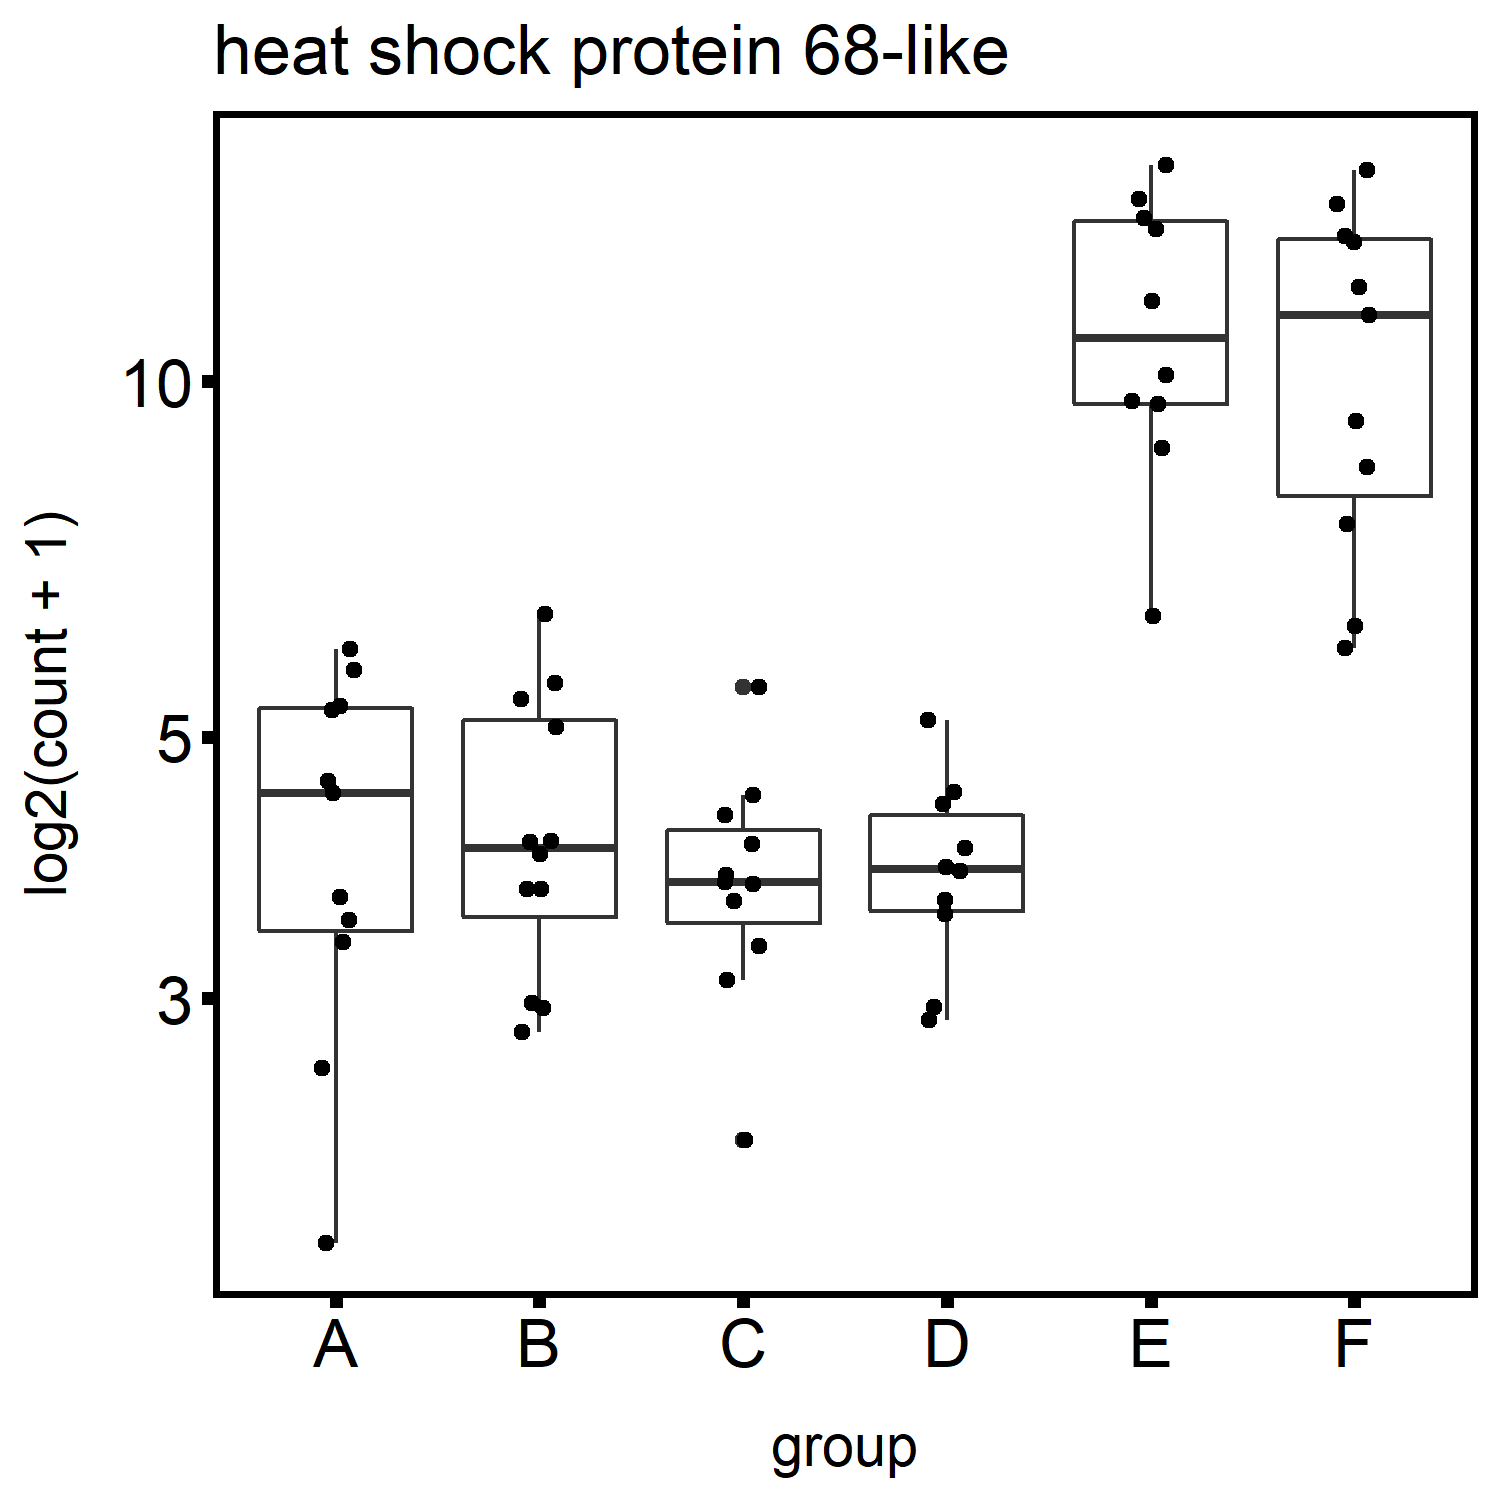 heat shock protein 68-like
log2(count + 1)
10
5
3
A B C D E F
group